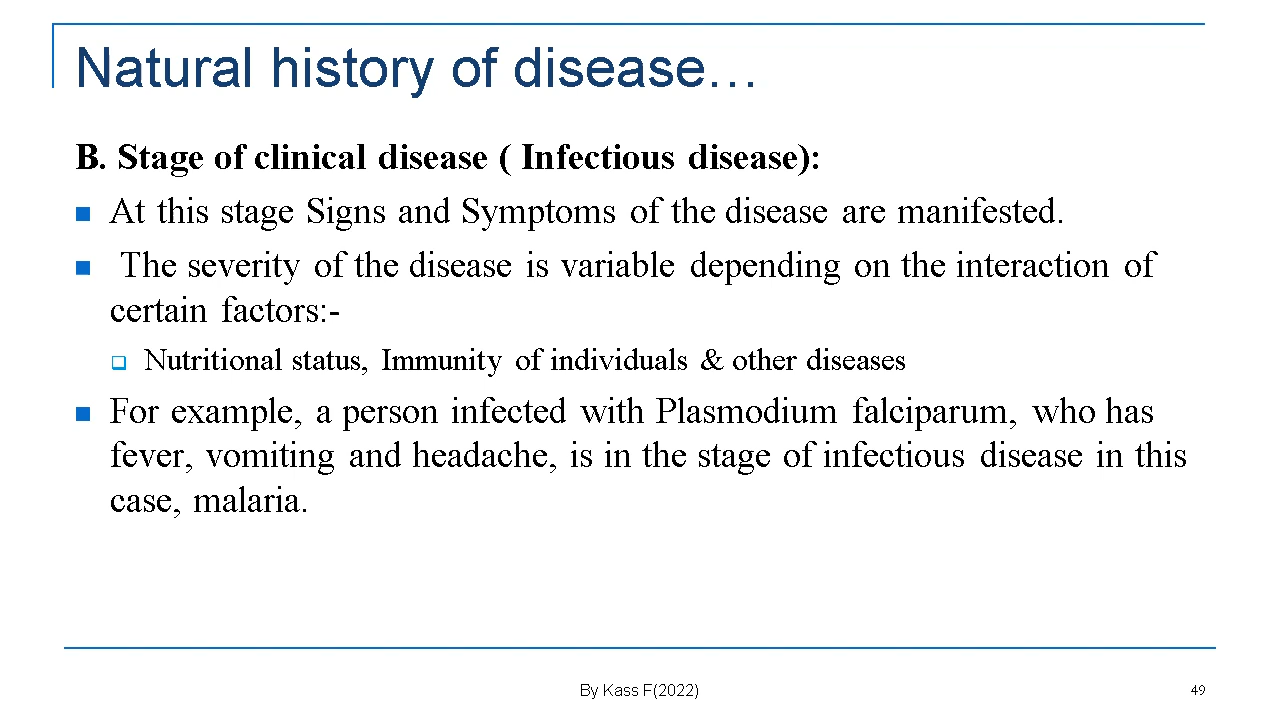 Natural history of disease…
B. Stage of clinical disease ( Infectious disease):
At this stage Signs and Symptoms of the disease are manifested.
The severity of the disease is variable depending on the interaction of
certain factors:-
Nutritional status, Immunity of individuals & other diseases
For example, a person infected with Plasmodium falciparum, who has
fever, vomiting and headache, is in the stage of infectious disease in this
case, malaria.
By Kass F(2022)
49